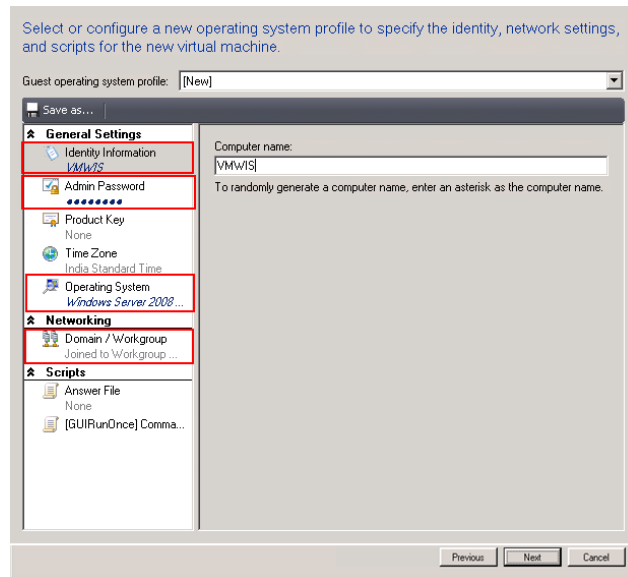 Select or configure a new operating system profile to specify the identity, network settings,
and scripts for the new virtual machine.
Guest operating system profile: [New]
Save as...
General Settings
Identity Information
VMWIS
Admin Password
••••••••
Product Key
None
Time Zone
India Standard Time
Operating System
Windows Server 2008 ...
Networking
Domain / Workgroup
Joined to Workgroup ...
Scripts
Answer File
None
[GUIRunOnce] Comma...
Computer name:
VMWIS
To randomly generate a computer name, enter an asterisk as the computer name.
Previous Next Cancel